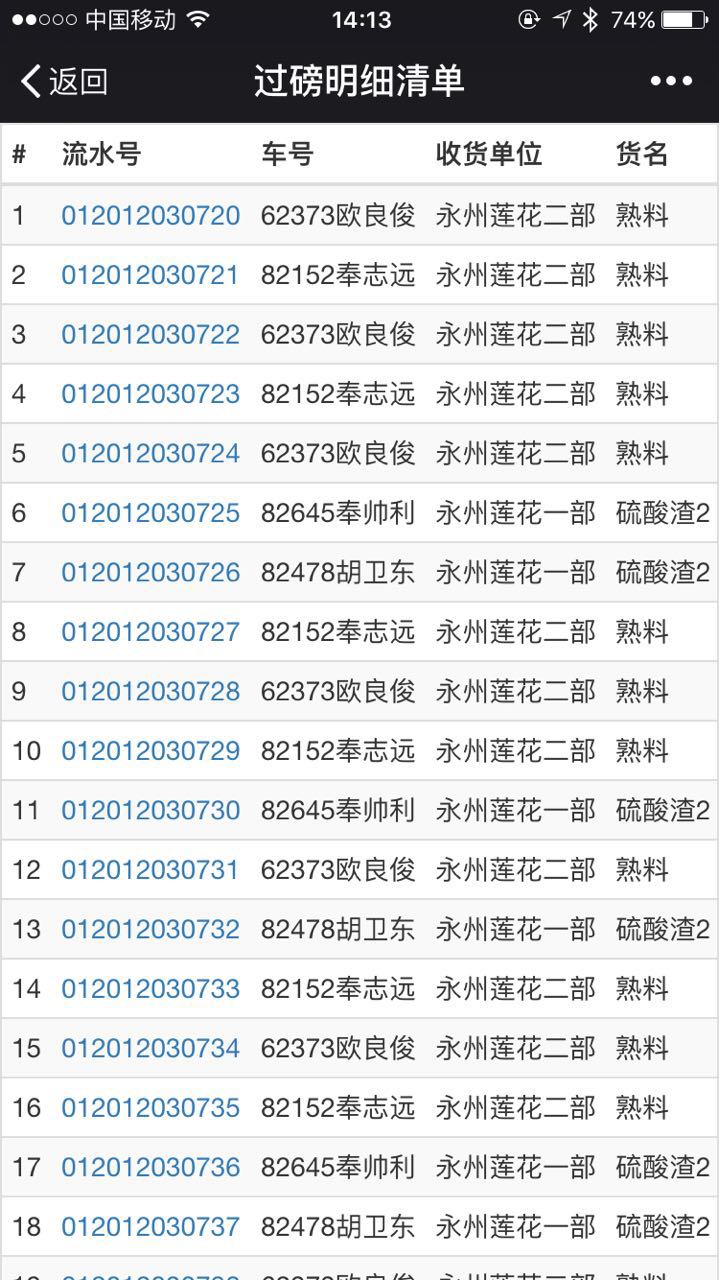 中国移动 14:13 74%
返回 过磅明细清单
# 流水号 车号 收货单位 货名
1 012012030720 62373欧良俊 永州莲花二部 熟料
2 012012030721 82152奉志远 永州莲花二部 熟料
3 012012030722 62373欧良俊 永州莲花二部 熟料
4 012012030723 82152奉志远 永州莲花二部 熟料
5 012012030724 62373欧良俊 永州莲花二部 熟料
6 012012030725 82645奉帅利 永州莲花一部 硫酸渣2
7 012012030726 82478胡卫东 永州莲花一部 硫酸渣2
8 012012030727 82152奉志远 永州莲花二部 熟料
9 012012030728 62373欧良俊 永州莲花二部 熟料
10 012012030729 82152奉志远 永州莲花二部 熟料
11 012012030730 82645奉帅利 永州莲花一部 硫酸渣2
12 012012030731 62373欧良俊 永州莲花二部 熟料
13 012012030732 82478胡卫东 永州莲花一部 硫酸渣2
14 012012030733 82152奉志远 永州莲花二部 熟料
15 012012030734 62373欧良俊 永州莲花二部 熟料
16 012012030735 82152奉志远 永州莲花二部 熟料
17 012012030736 82645奉帅利 永州莲花一部 硫酸渣2
18 012012030737 82478胡卫东 永州莲花一部 硫酸渣2